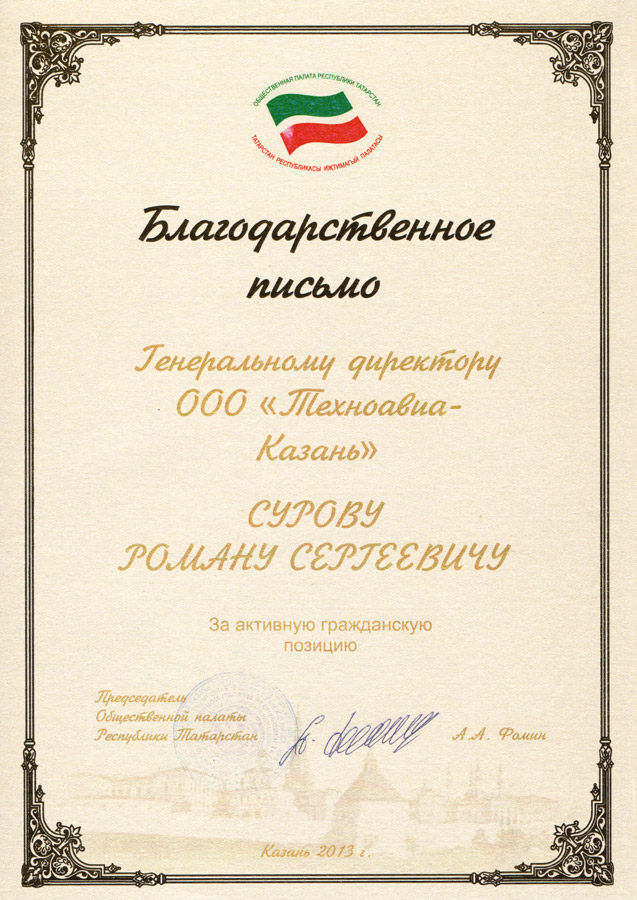 ОБЩЕСТВЕННАЯ ПАЛАТА РЕСПУБЛИКИ ТАТАРСТАН
ТАТАРСТАН РЕСПУБЛИКАСЫ ИҖТИМАГЫЙ ПАЛАТАСЫ
Благодарственное
письмо
Генеральному директору
ООО «Техноавиа-
Казань»
СУРОВУ
РОМАНУ СЕРГЕЕВИЧУ
За активную гражданскую
позицию
Председатель
Общественной палаты
Республики Татарстан
А.А. Фомин
Казань 2013 г.